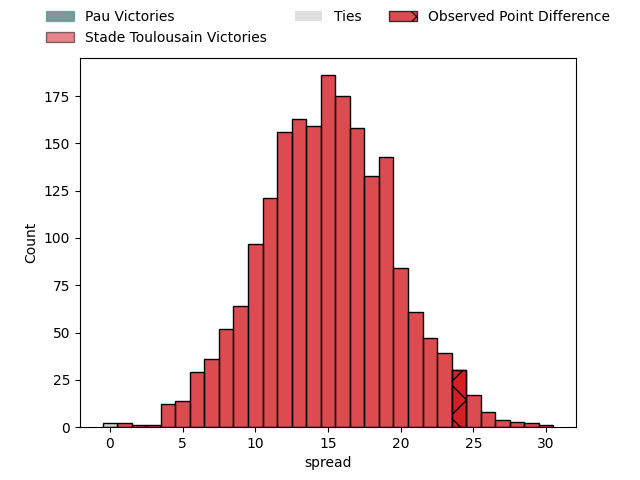 Pau Victories
Stade Toulousain Victories
Ties
Observed Point Difference
175
150
125
100
75
50
25
0
Count
0 5 10 15 20 25 30
spread